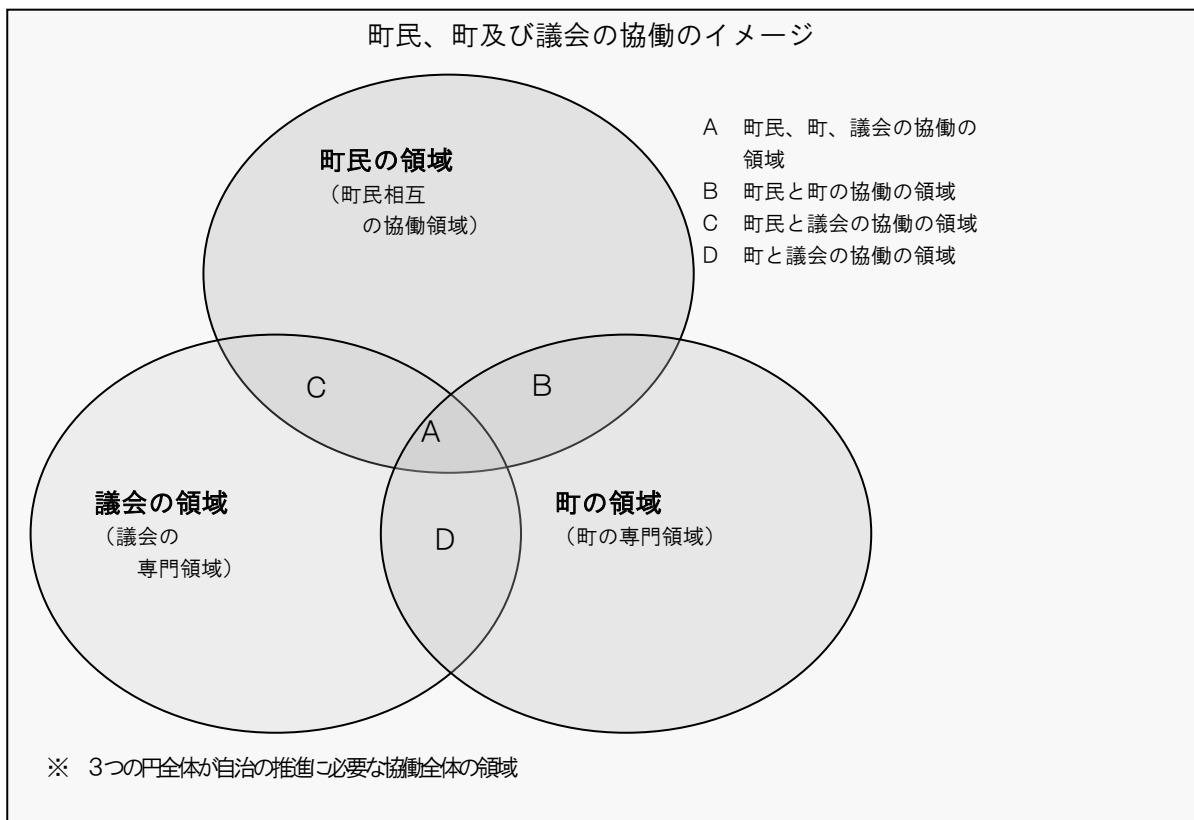 町民、町及び議会の協働のイメージ
町民の領域
（町民相互
の協働領域）
A　町民、町、議会の協働の
領域
B　町民と町の協働の領域
C　町民と議会の協働の領域
D　町と議会の協働の領域
C
B
A
議会の領域
（議会の
専門領域）
D
町の領域
（町の専門領域）
※　3つの円全体が自治の推進に必要な協働全体の領域